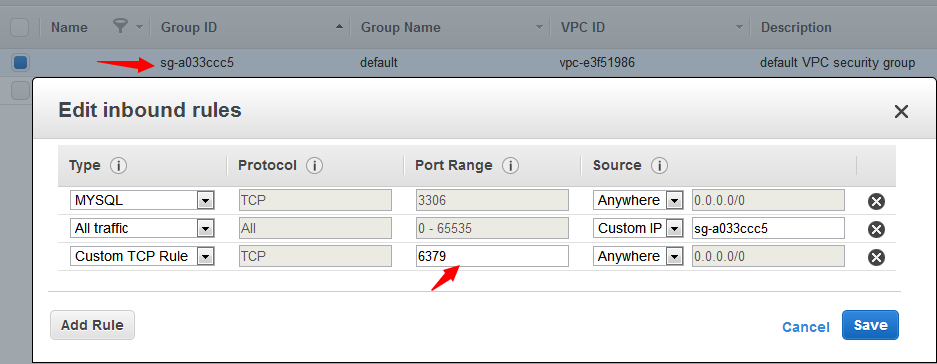 Name Group ID Group Name VPC ID Description
sg-a033ccc5 default vpc-e3f51986 default VPC security group
Edit inbound rules
Type i Protocol i Port Range i Source i
MYSQL TCP 3306 Anywhere 0.0.0.0/0
All traffic All 0 - 65535 Custom IP sg-a033ccc5
Custom TCP Rule TCP 6379 Anywhere 0.0.0.0/0
Add Rule Cancel Save